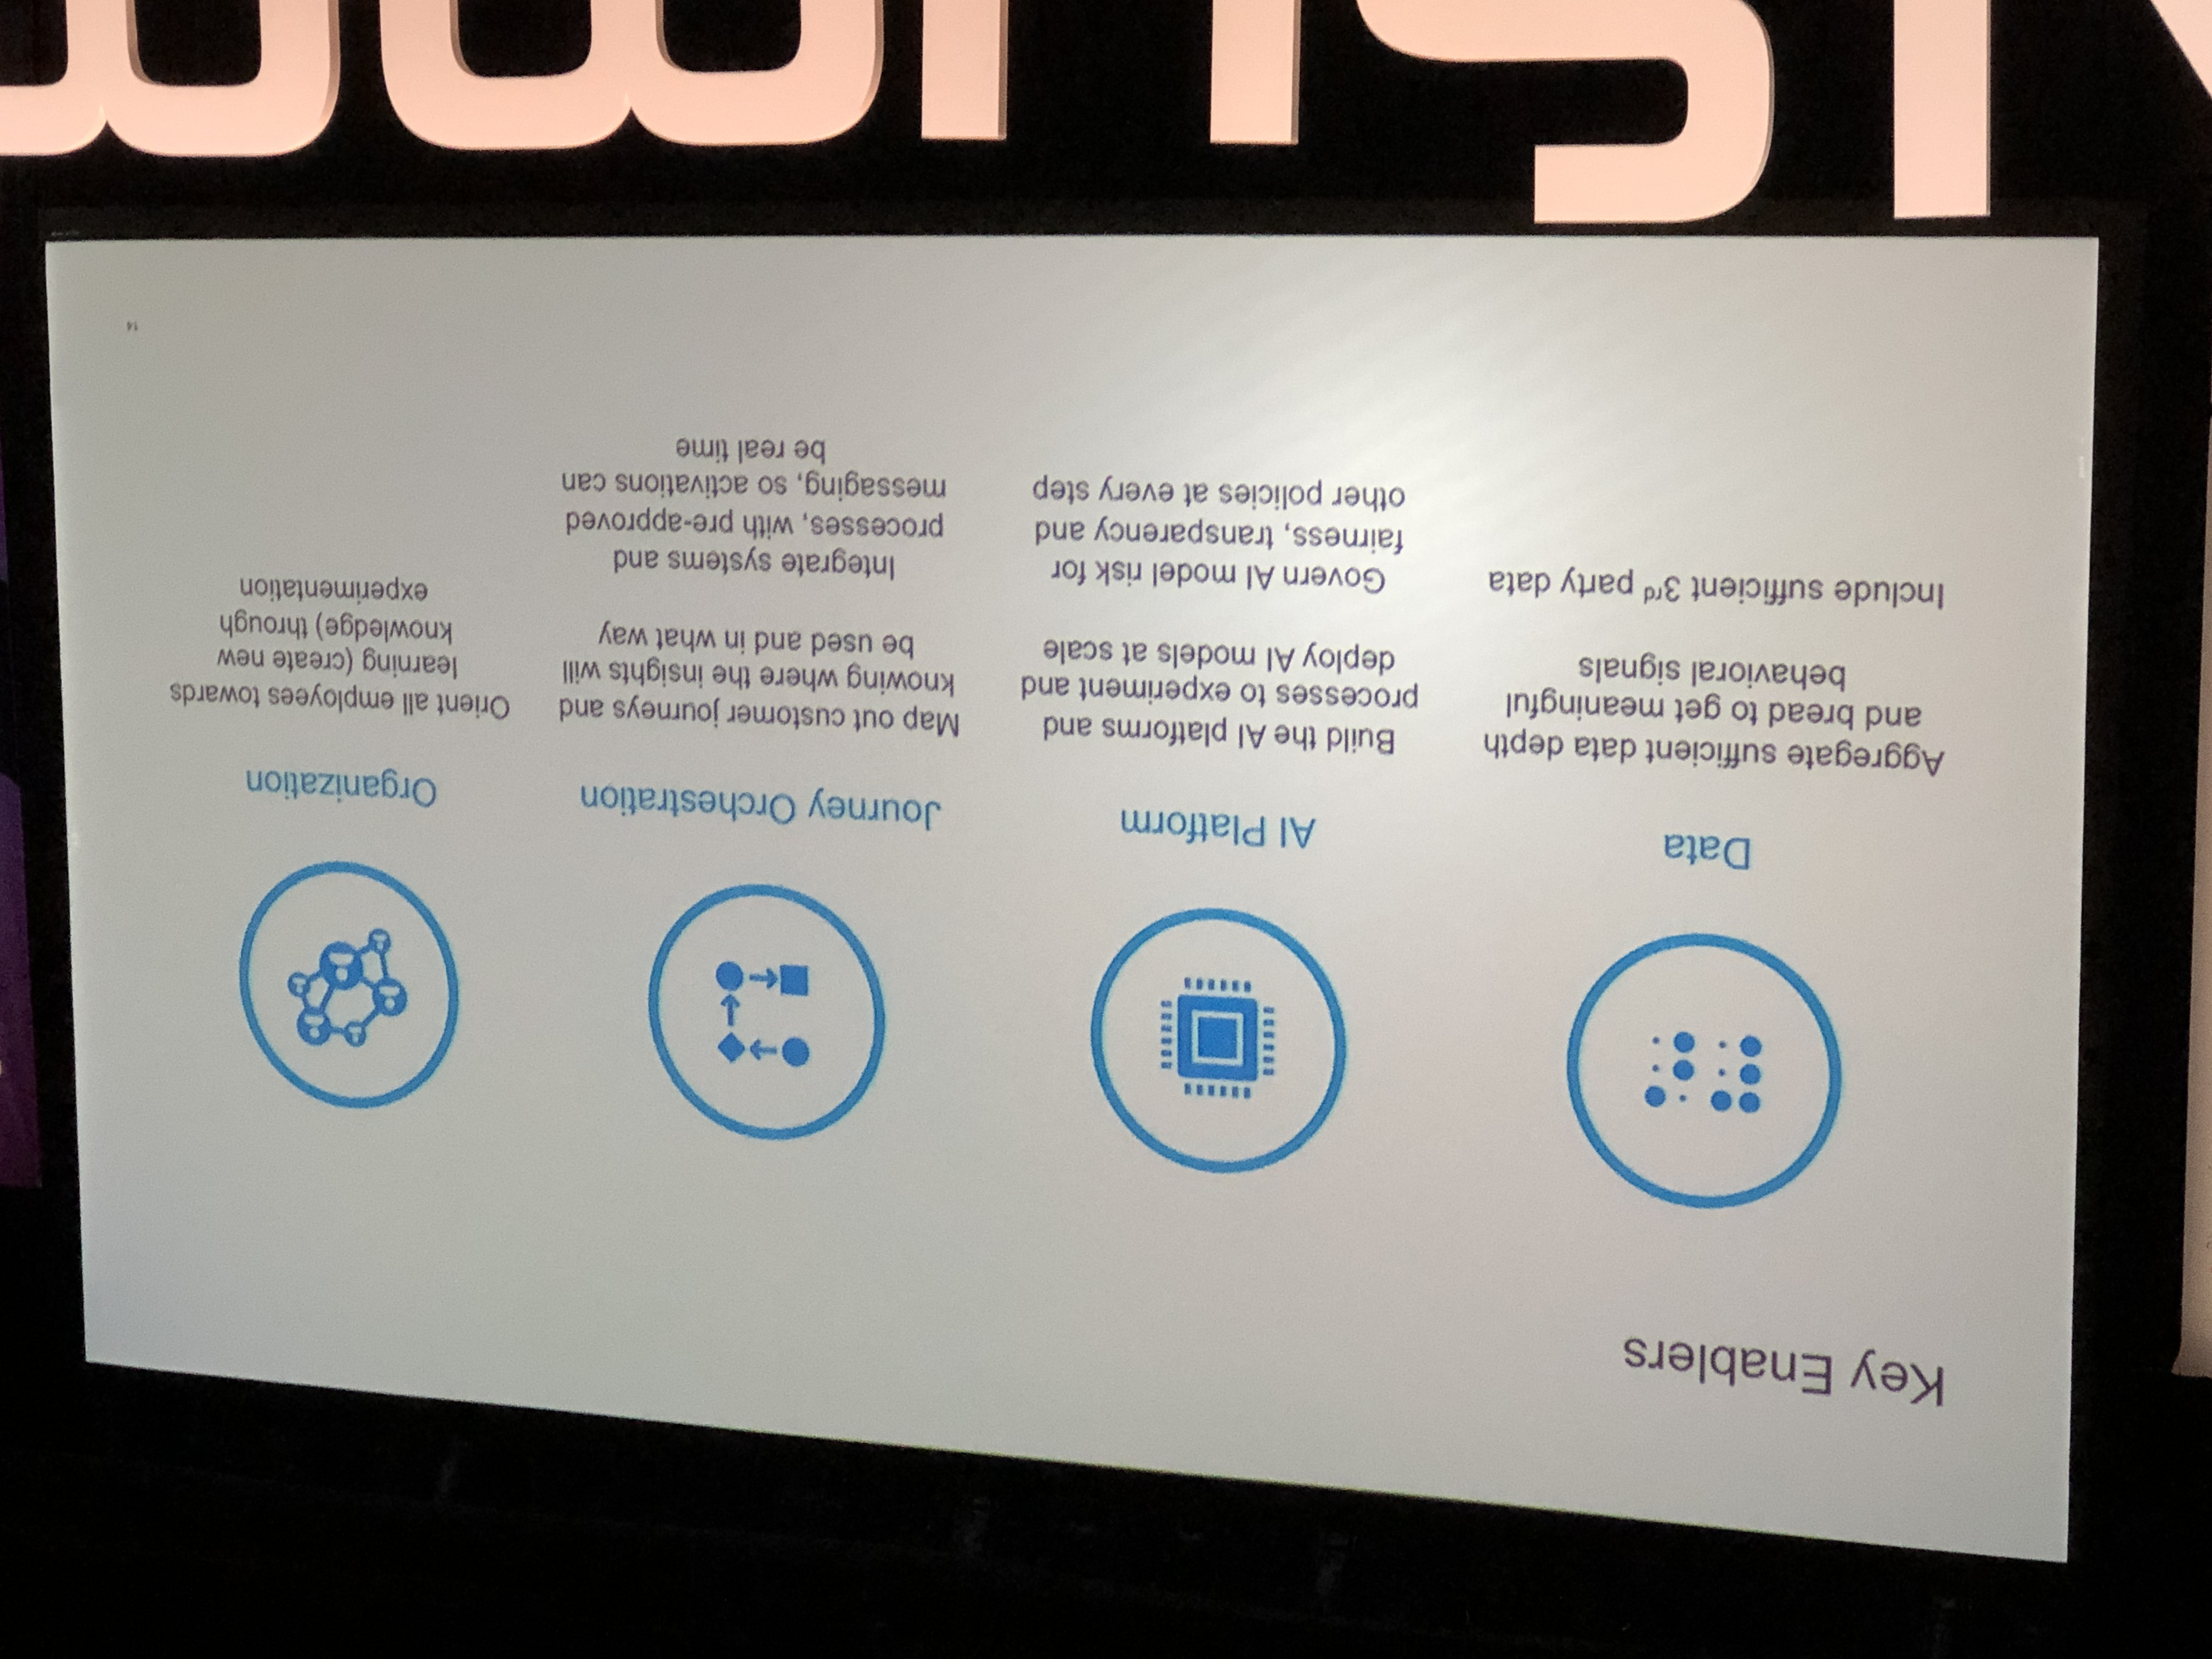 Key Enablers
Data
Aggregate sufficient data depth
and bread to get meaningful
behavioral signals
Include sufficient 3rd party data
AI Platform
Build the AI platforms and
processes to experiment and
deploy AI models at scale
Govern AI model risk for
fairness, transparency and
other policies at every step
Journey Orchestration
Map out customer journeys and
knowing where the insights will
be used and in what way
Integrate systems and
processes, with pre-approved
messaging, so activations can
be real time
Organization
Orient all employees towards
learning (create new
knowledge) through
experimentation
14